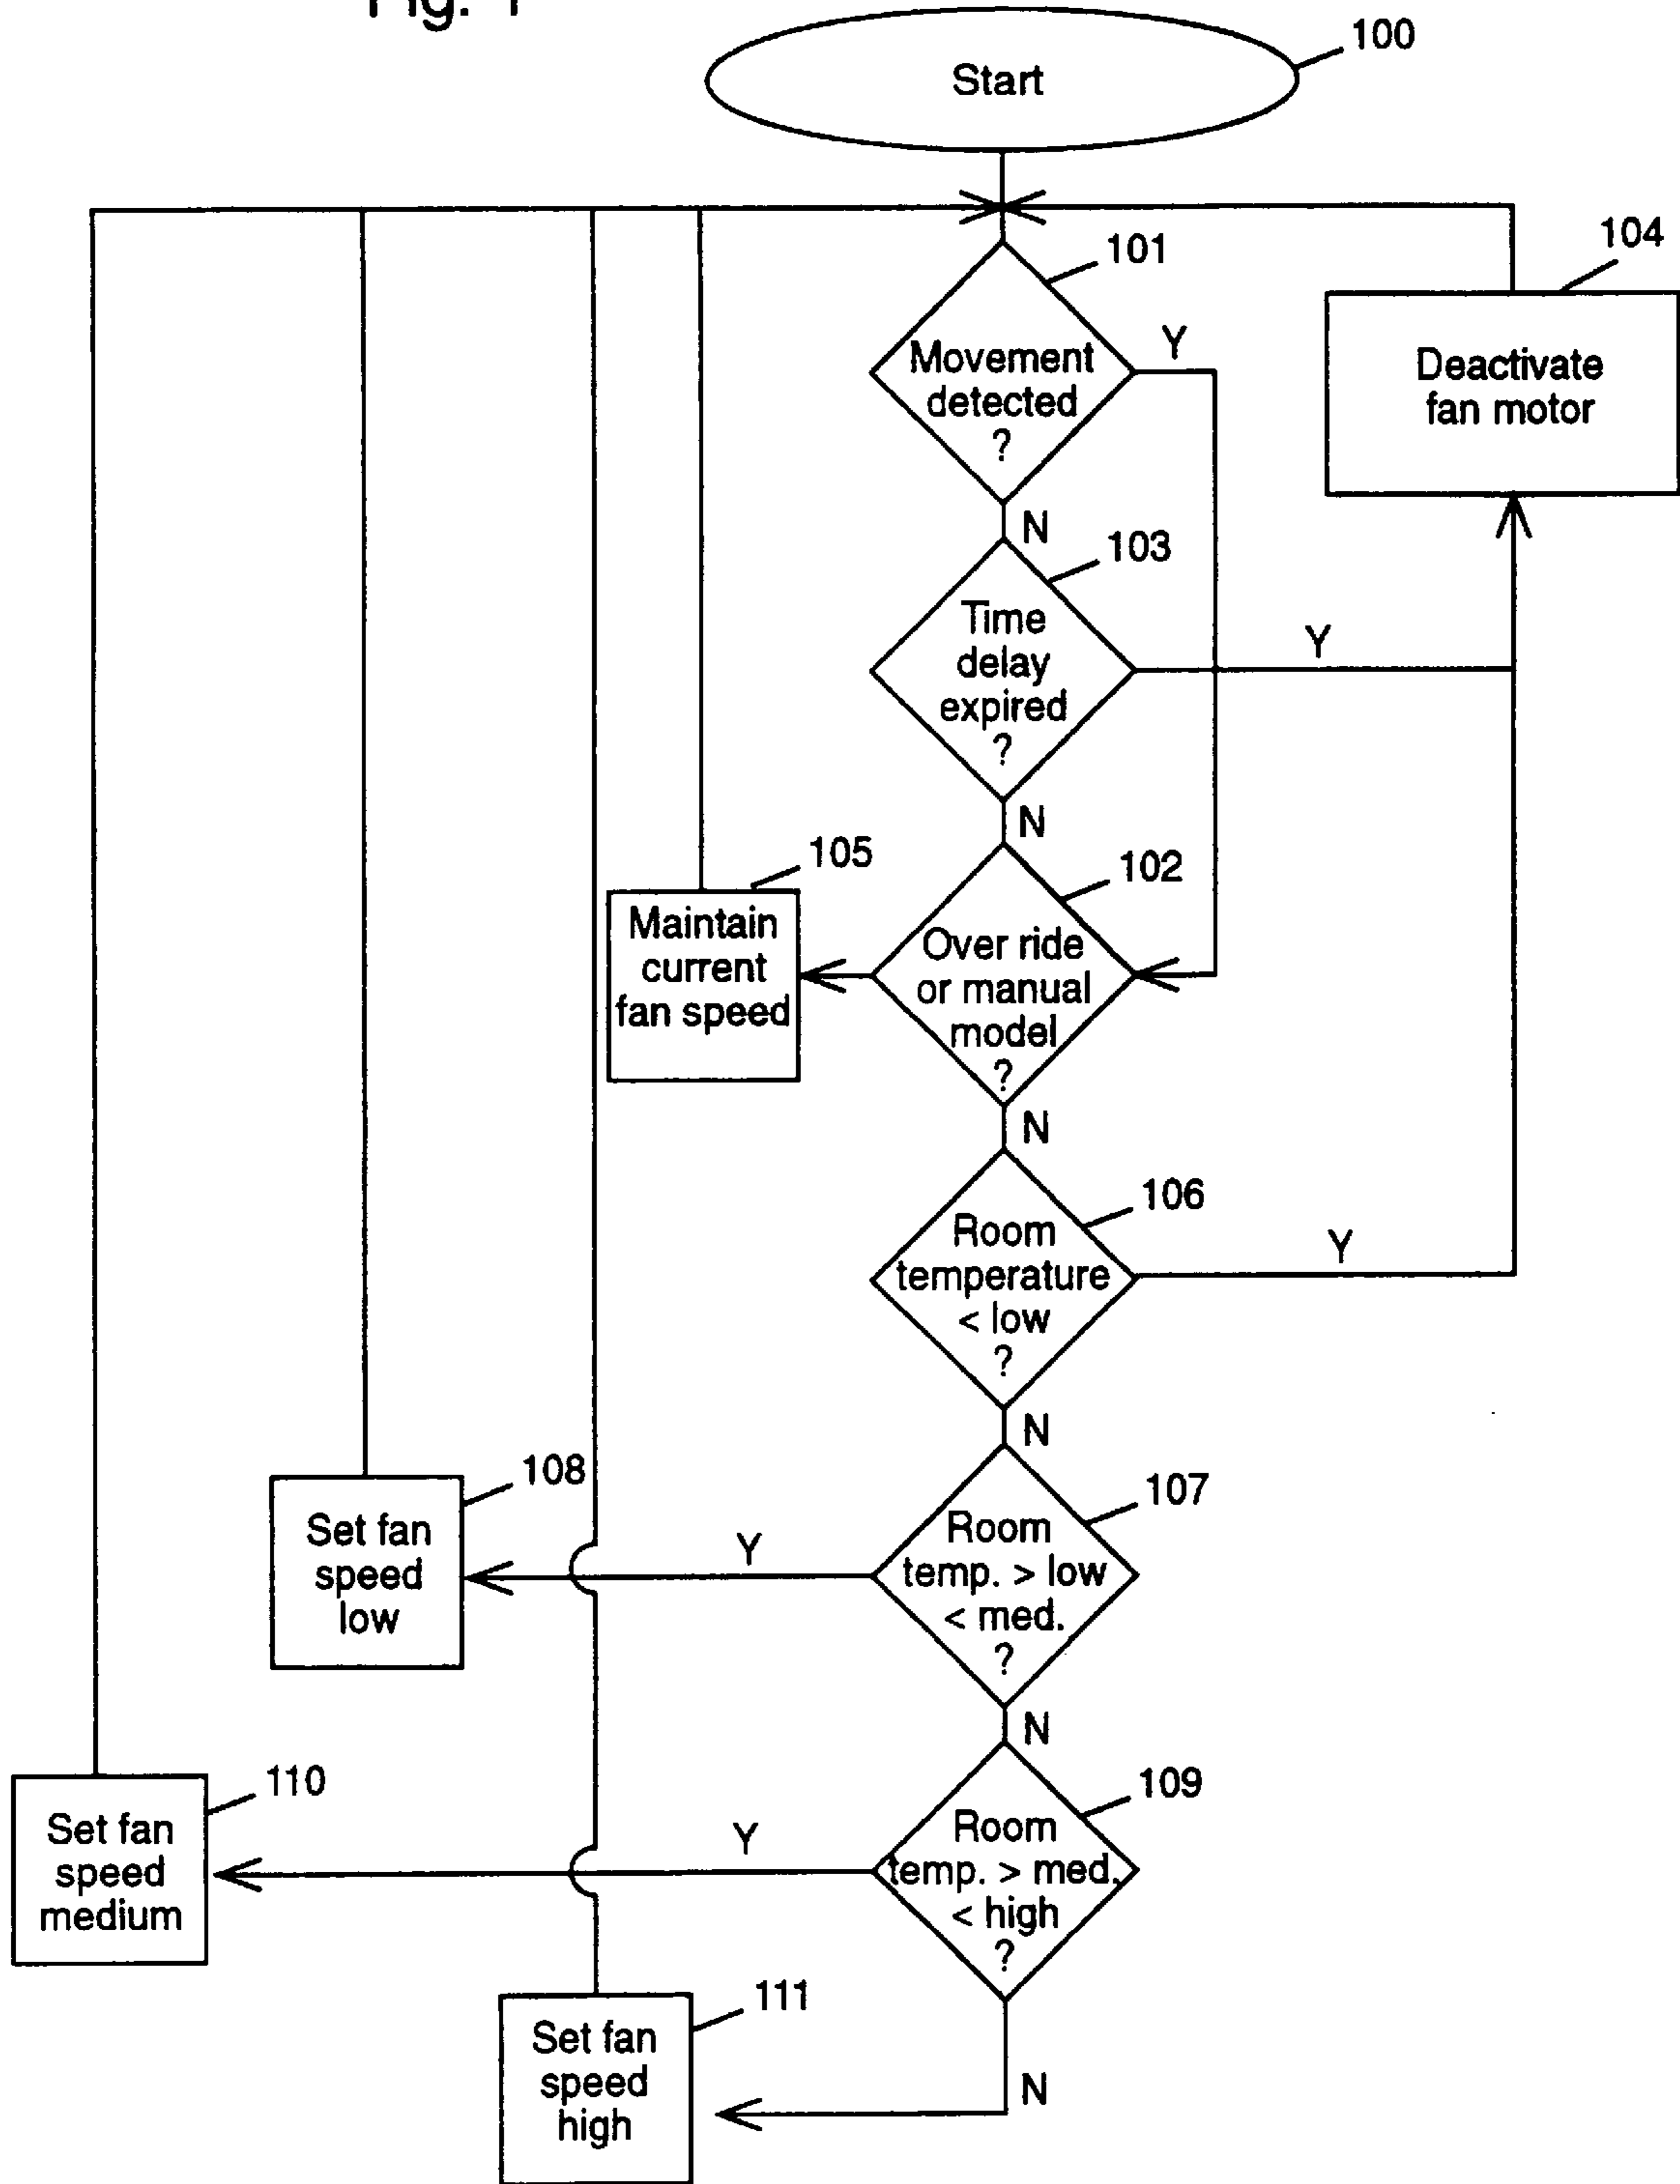 Fig. 1
Start
100
101
Movement
detected
?
Y
104
Deactivate
fan motor
N
103
Time
delay
expired
?
Y
N
105
Maintain
current
fan speed
102
Over ride
or manual
model
?
N
106
Room
temperature
< low
?
Y
N
108
Set fan
speed
low
Y
107
Room
temp. > low
< med.
?
N
110
Set fan
speed
medium
Y
109
Room
temp. > med.
< high
?
111
Set fan
speed
high
N